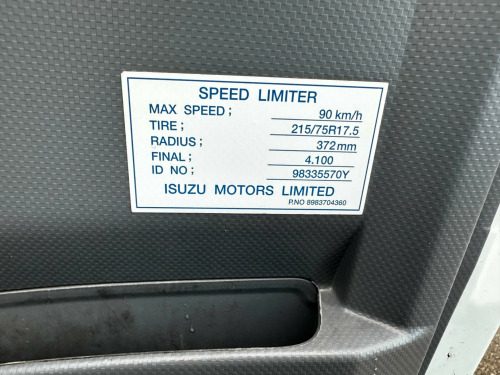 SPEED LIMITER
MAX SPEED; 90 km/h
TIRE; 215/75R17.5
RADIUS; 372mm
FINAL; 4.100
ID NO; 98335570Y
ISUZU MOTORS LIMITED
P.NO 8983704360